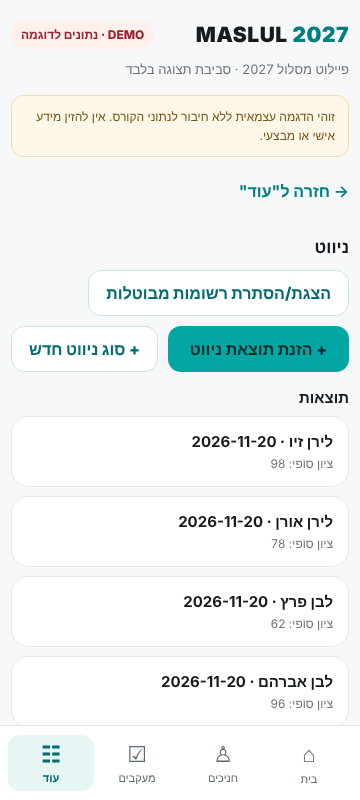 MASLUL 2027
DEMO · נתונים לדוגמה
פיילוט מסלול 2027 · סביבת תצוגה בלבד
זוהי הדגמה עצמאית ללא חיבור לנתוני הקורס. אין להזין מידע
אישי או מבצעי.
→ חזרה ל"עוד"
ניווט
הצגת/הסתרת רשומות מבוטלות
+ הזנת תוצאת ניווט
+ סוג ניווט חדש
תוצאות
לירן זיו · 2026-11-20
ציון סופי: 98
לירן אורן · 2026-11-20
ציון סופי: 78
לבן פרץ · 2026-11-20
ציון סופי: 62
לבן אברהם · 2026-11-20
ציון סופי: 96
בית
חניכים
מעקבים
עוד